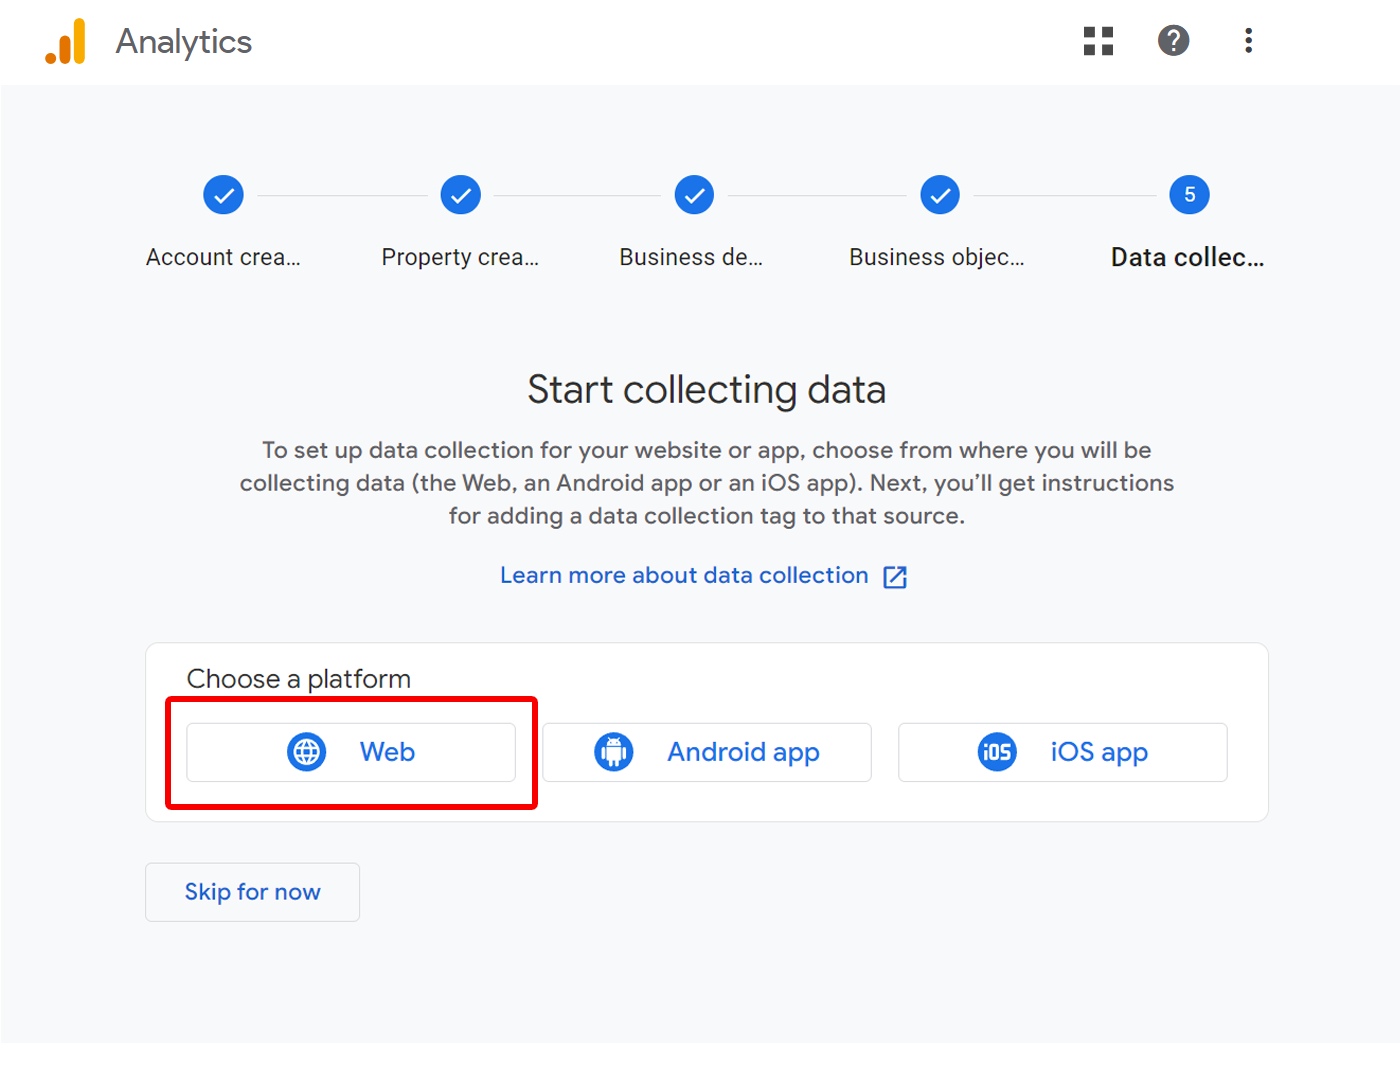 Analytics
?
5
Account crea...
Property crea...
Business de...
Business objec...
Data collec...
Start collecting data
To set up data collection for your website or app, choose from where you will be
collecting data (the Web, an Android app or an iOS app). Next, you'll get instructions
for adding a data collection tag to that source.
Learn more about data collection
Choose a platform
Web
Android app
iOS iOS app
Skip for now